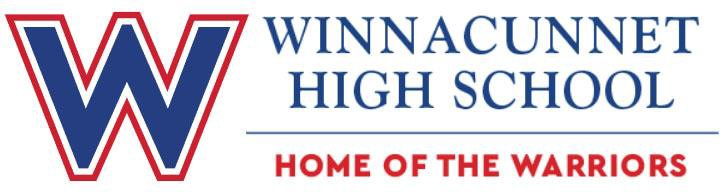 W
WINNACUNNET
HIGH SCHOOL
HOME OF THE WARRIORS